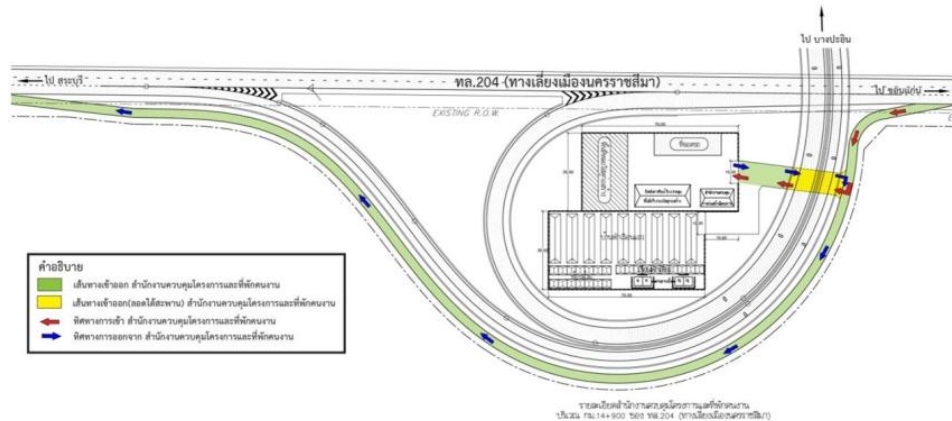 ไป บางปะอิน
ไป สระบุรี
ทล.204 (ทางเลี่ยงเมืองนครราชสีมา)
ไป ขอนแก่น
EXISTING R.O.W.
70.00
10.00
70.00
คำอธิบาย
เส้นทางเข้าออก สำนักงานควบคุมโครงการและที่พักคนงาน
เส้นทางเข้าออก(ลอดใต้สะพาน) สำนักงานควบคุมโครงการและที่พักคนงาน
ทิศทางการเข้า สำนักงานควบคุมโครงการและที่พักคนงาน
ทิศทางการออกจาก สำนักงานควบคุมโครงการและที่พักคนงาน
รายละเอียดสำนักงานควบคุมโครงการและที่พักคนงาน
บริเวณ กม.14+900 ของ ทล.204 (ทางเลี่ยงเมืองนครราชสีมา)